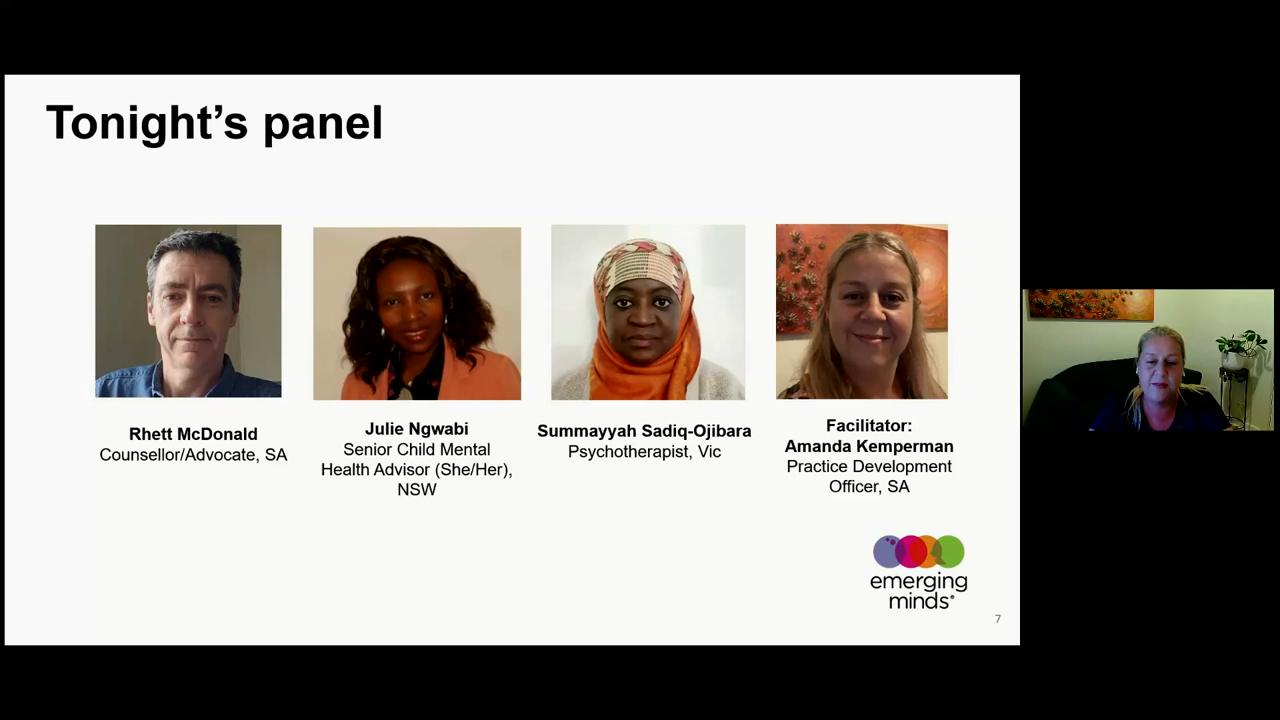 Tonight’s panel
Rhett McDonald
Counsellor/Advocate, SA
Julie Ngwabi
Senior Child Mental
Health Advisor (She/Her),
NSW
Summayyah Sadiq-Ojibara
Psychotherapist, Vic
Facilitator:
Amanda Kemperman
Practice Development
Officer, SA
emerging
minds®
7